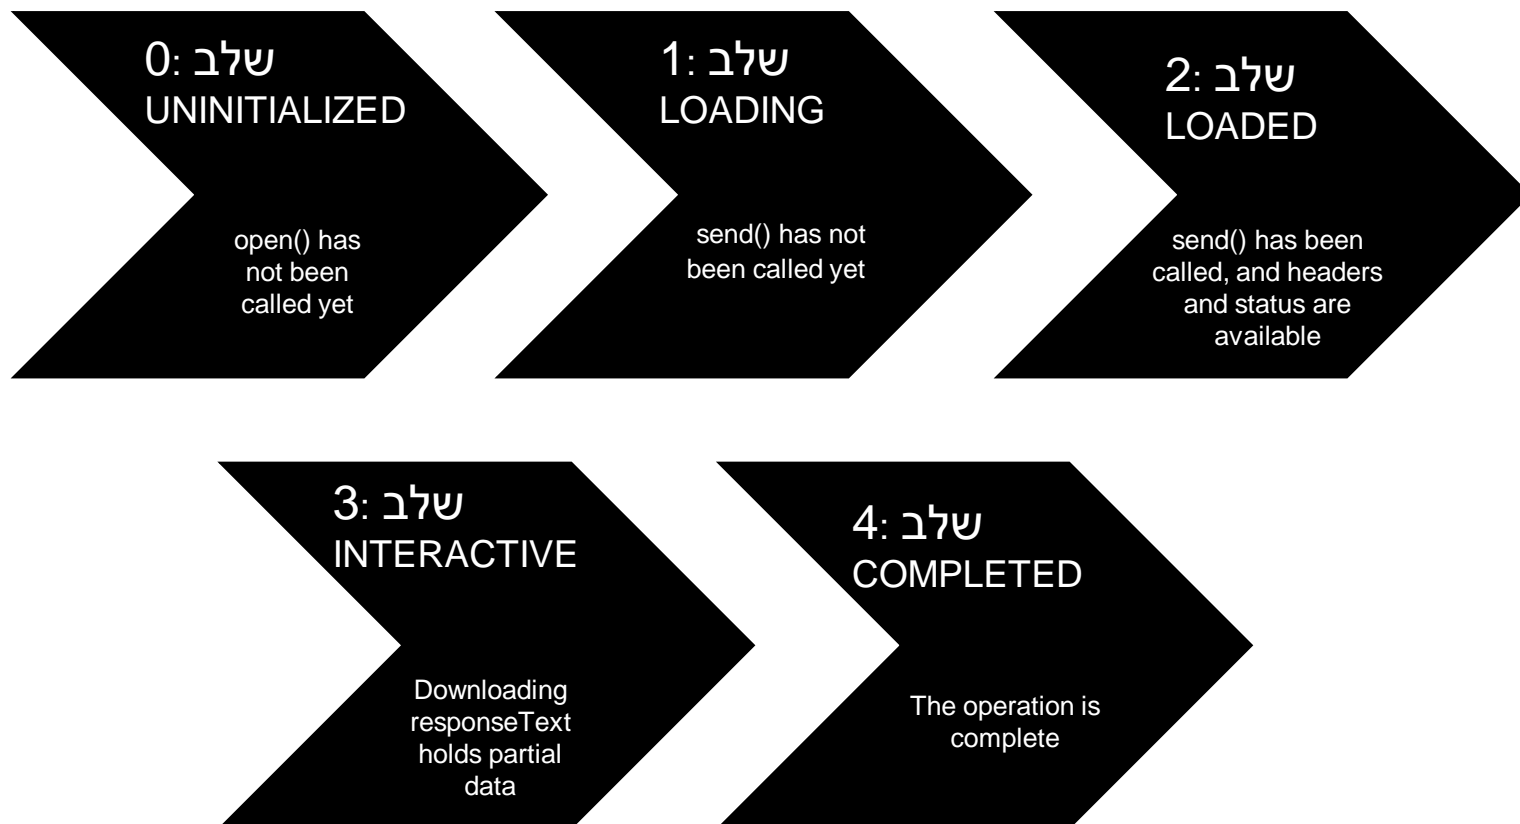 שלב 0:
UNINITIALIZED
open() has
not been
called yet
שלב 1:
LOADING
send() has not
been called yet
שלב 2:
LOADED
send() has been
called, and headers
and status are
available
שלב 3:
INTERACTIVE
Downloading
responseText
holds partial
data
שלב 4:
COMPLETED
The operation is
complete